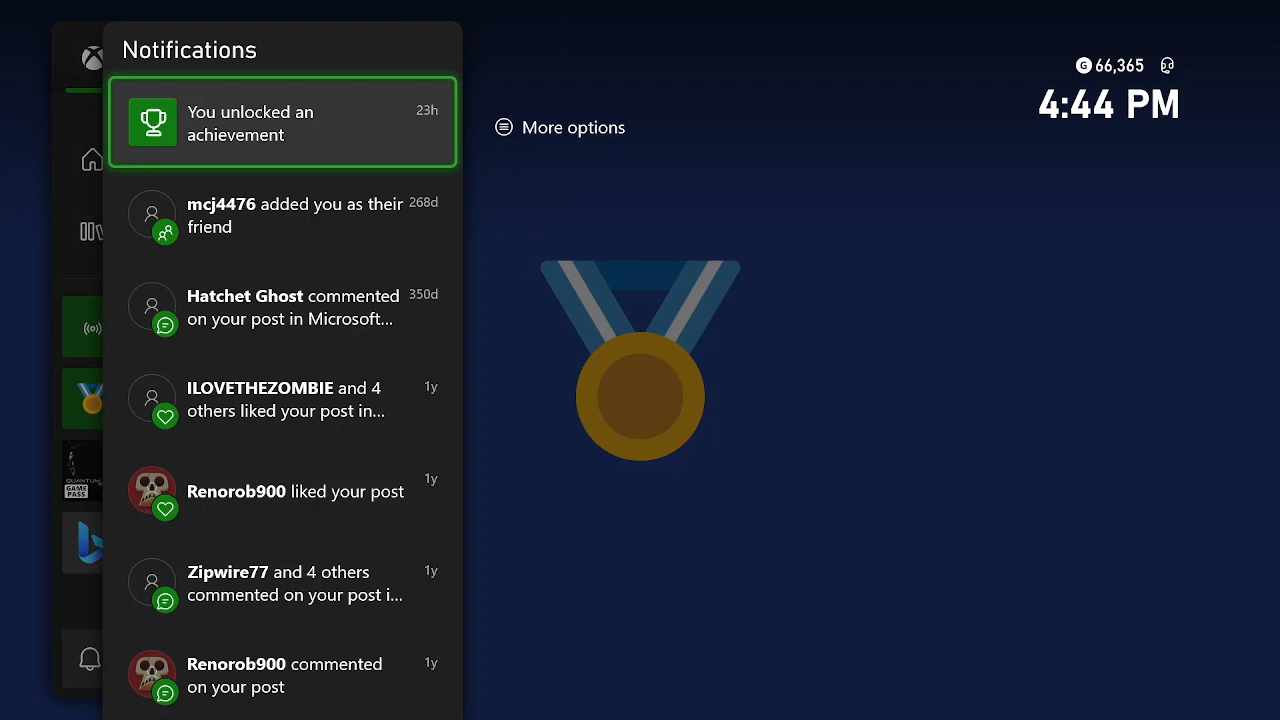 Notifications
You unlocked an
achievement
23h
mcj4476 added you as their
friend
268d
Hatchet Ghost commented
on your post in Microsoft...
350d
ILOVETHEZOMBIE and 4
others liked your post in...
1y
Renorob900 liked your post
1y
Zipwire77 and 4 others
commented on your post i...
1y
Renorob900 commented
on your post
1y
More options
G 66,365
4:44 PM
QUANTUM
GAME
PASS